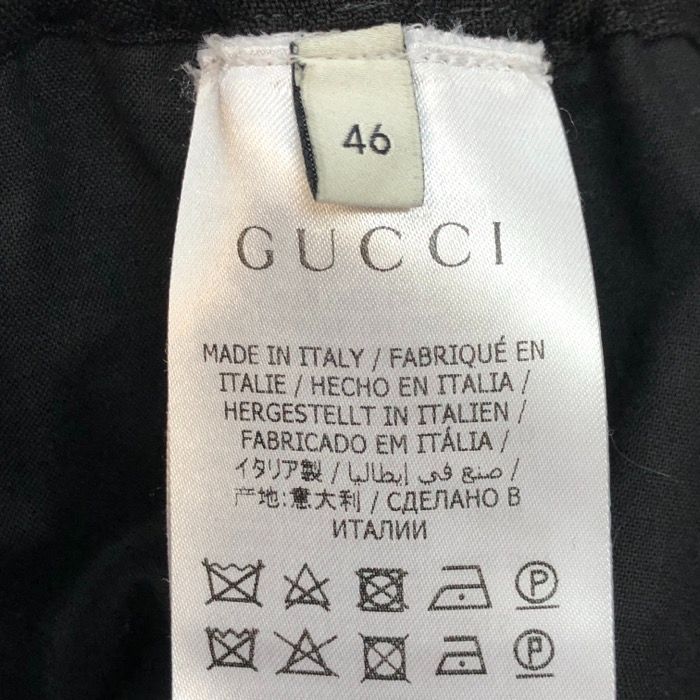 46
GUCCI
MADE IN ITALY / FABRIQUÉ EN
ITALIE / HECHO EN ITALIA /
HERGESTELLT IN ITALIEN /
FABRICADO EM ITÁLIA /
イタリア製 / صنع في إيطاليا /
产地:意大利 / СДЕЛАНО В
ИТАЛИИ
P
P